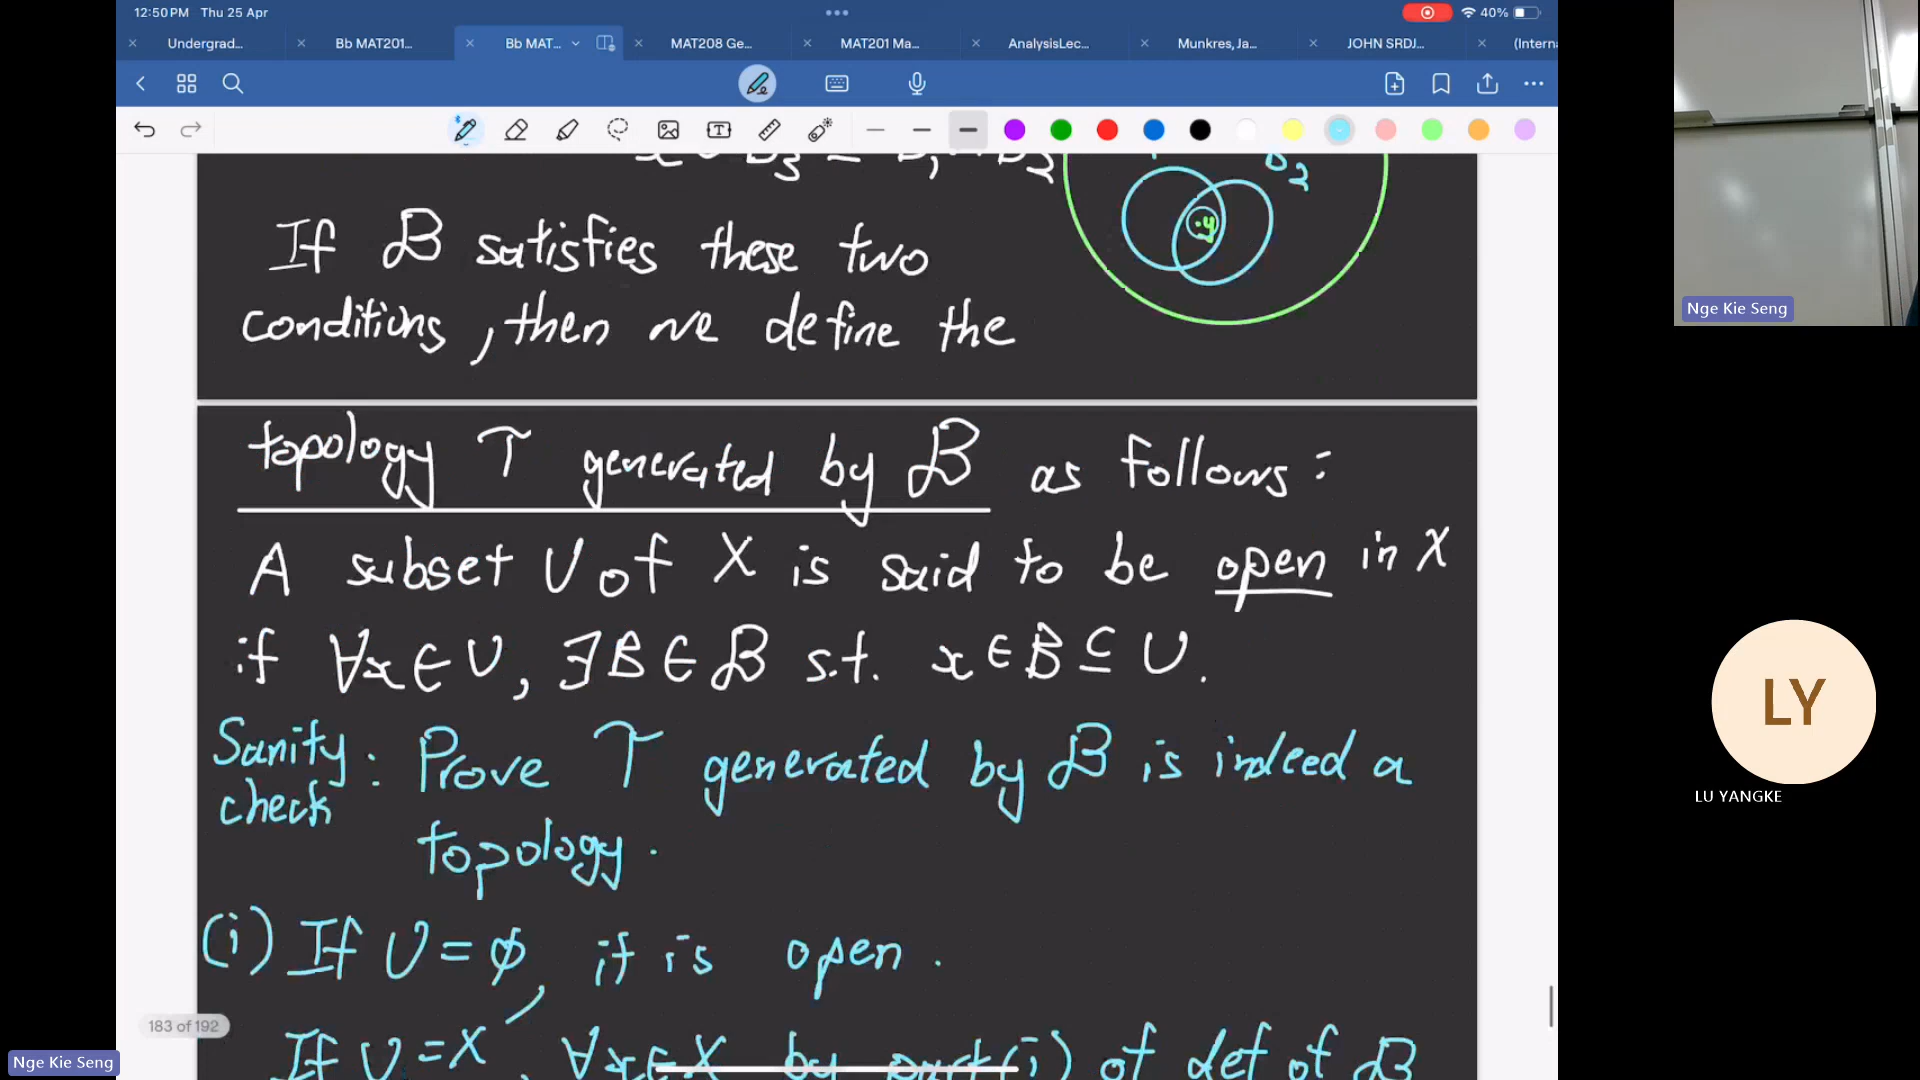 12:50 PM Thu 25 Apr
40%
Undergrad...
Bb MAT201...
Bb MAT...
MAT208 Ge...
MAT201 Ma...
AnalysisLec...
Munkres, Ja...
JOHN SRDJ...
(Intern
B2
y
If B satisfies these two
conditions, then we define the
topology T generated by B as follows:
A subset U of X is said to be open in X
if ∀x∈U, ∃B∈B s.t. x∈B⊆U.
Sanity check: Prove T generated by B is indeed a
topology.
(i) If U=∅, it is open.
If U=X, ∀x∈X by part (i) of def of B
183 of 192
Nge Kie Seng
Nge Kie Seng
LY
LU YANGKE